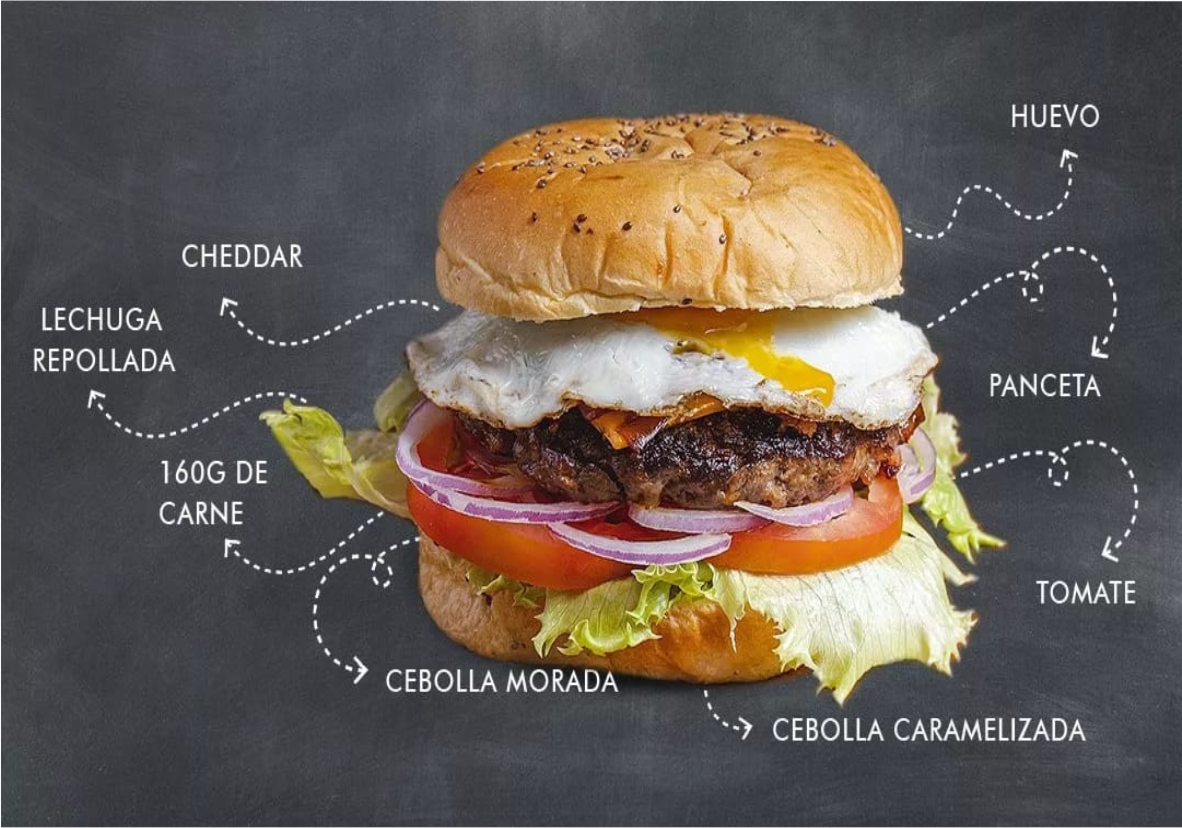 HUEVO
CHEDDAR
LECHUGA
REPOLLADA
PANCETA
160G DE
CARNE
TOMATE
CEBOLLA MORADA
CEBOLLA CARAMELIZADA